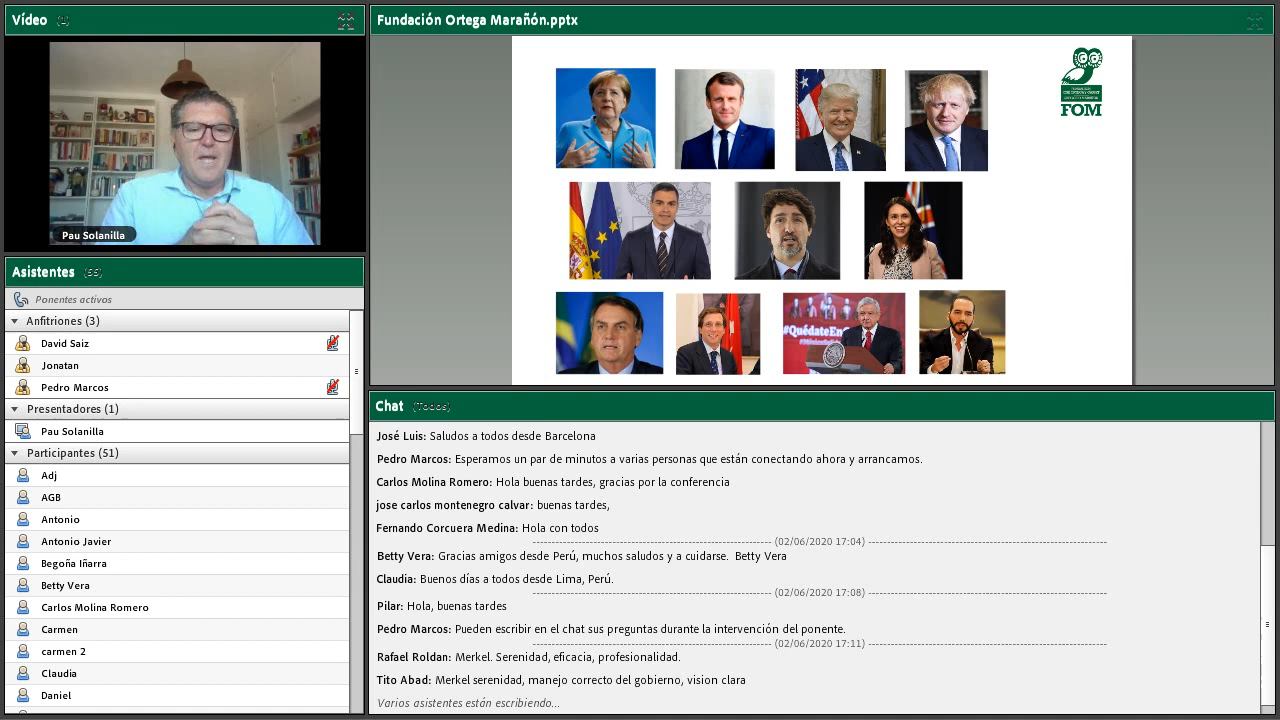 Vídeo (1)
Pau Solanilla
Asistentes (55)
Ponentes activos
Anfitriones (3)
David Saiz
Jonatan
Pedro Marcos
Presentadores (1)
Pau Solanilla
Participantes (51)
Adj
AGB
Antonio
Antonio Javier
Begoña Iñarra
Betty Vera
Carlos Molina Romero
Carmen
carmen 2
Claudia
Daniel
Fundación Ortega Marañón.pptx
FOM
#QuédateEn
Chat (Todos)
José Luis: Saludos a todos desde Barcelona
Pedro Marcos: Esperamos un par de minutos a varias personas que están conectando ahora y arrancamos.
Carlos Molina Romero: Hola buenas tardes, gracias por la conferencia
jose carlos montenegro calvar: buenas tardes,
Fernando Corcuera Medina: Hola con todos
(02/06/2020 17:04)
Betty Vera: Gracias amigos desde Perú, muchos saludos y a cuidarse. Betty Vera
Claudia: Buenos días a todos desde Lima, Perú.
(02/06/2020 17:08)
Pilar: Hola, buenas tardes
Pedro Marcos: Pueden escribir en el chat sus preguntas durante la intervención del ponente.
(02/06/2020 17:11)
Rafael Roldan: Merkel. Serenidad, eficacia, profesionalidad.
Tito Abad: Merkel serenidad, manejo correcto del gobierno, vision clara
Varios asistentes están escribiendo...